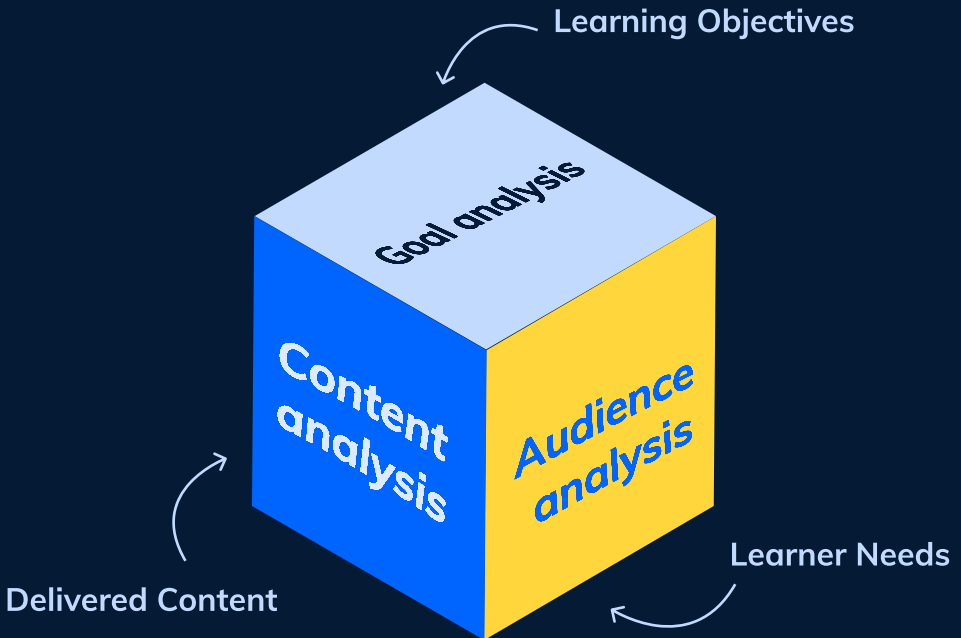 Learning Objectives
Goal analysis
Content
analysis
Audience
analysis
Learner Needs
Delivered Content